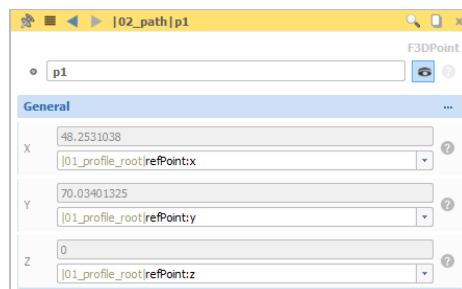 |02_path|p1
F3DPoint
p1
General
...
X
48.2531038
|01_profile_root|refPoint:x
Y
70.03401325
|01_profile_root|refPoint:y
Z
0
|01_profile_root|refPoint:z